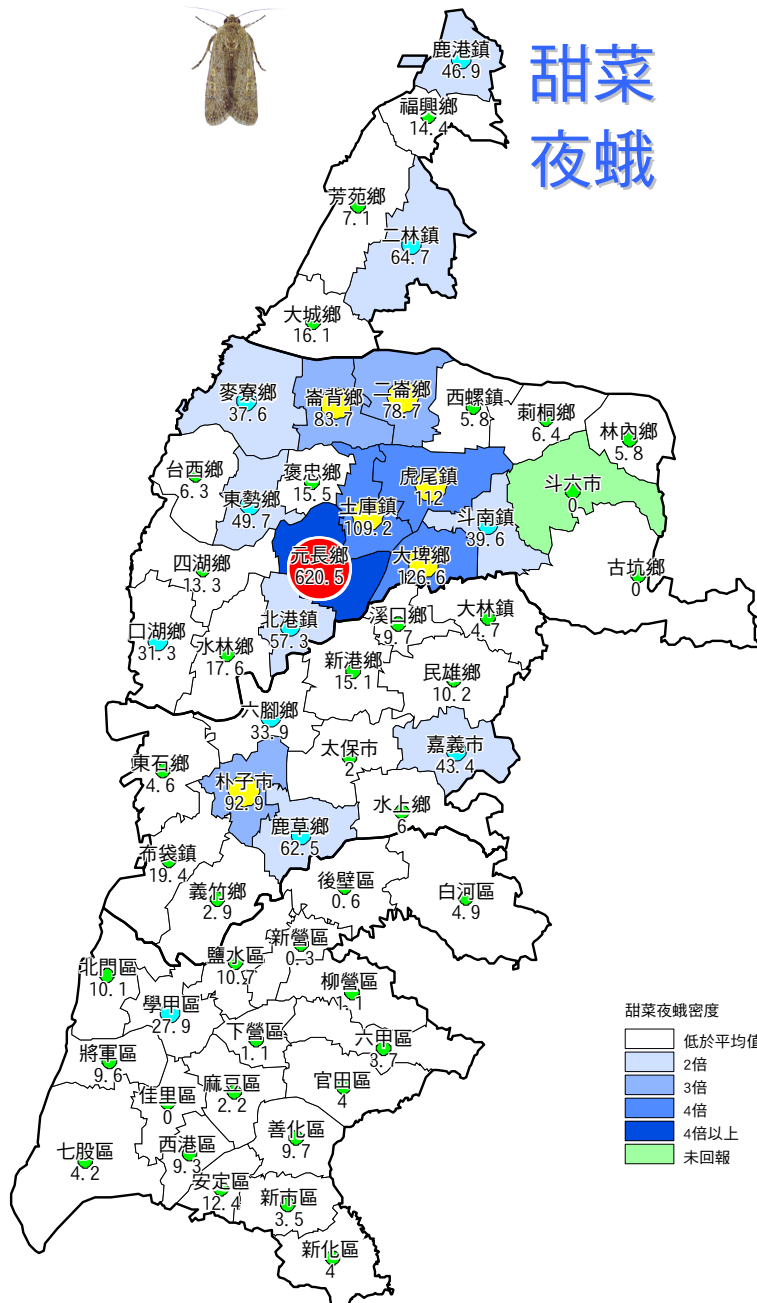 甜菜
夜蛾
鹿港鎮
46.9
福興鄉
14.4
芳苑鄉
7.1
二林鎮
64.7
大城鄉
16.1
麥寮鄉
37.6
崙背鄉
83.7
二崙鄉
78.7
西螺鎮
5.8
莿桐鄉
6.4
林內鄉
5.8
台西鄉
6.3
東勢鄉
49.7
褒忠鄉
15.5
土庫鎮
109.2
虎尾鎮
112
斗南鎮
39.6
斗六市
0
古坑鄉
0
四湖鄉
13.3
元長鄉
620.5
大埤鄉
126.6
口湖鄉
31.3
水林鄉
17.6
北港鎮
57.3
溪口鄉
9.7
大林鎮
4.7
新港鄉
15.1
民雄鄉
10.2
六腳鄉
33.9
太保市
2
嘉義市
43.4
東石鄉
4.6
朴子市
92.9
鹿草鄉
62.5
水上鄉
6
布袋鎮
19.4
義竹鄉
2.9
後壁區
0.6
白河區
4.9
北門區
10.1
鹽水區
10.7
新營區
0.3
柳營區
1.1
學甲區
27.9
下營區
1.1
六甲區
3.7
將軍區
9.6
佳里區
0
麻豆區
2.2
官田區
4
七股區
4.2
西港區
9.3
善化區
9.7
安定區
12.4
新市區
3.5
新化區
4
甜菜夜蛾密度
低於平均值
2倍
3倍
4倍
4倍以上
未回報